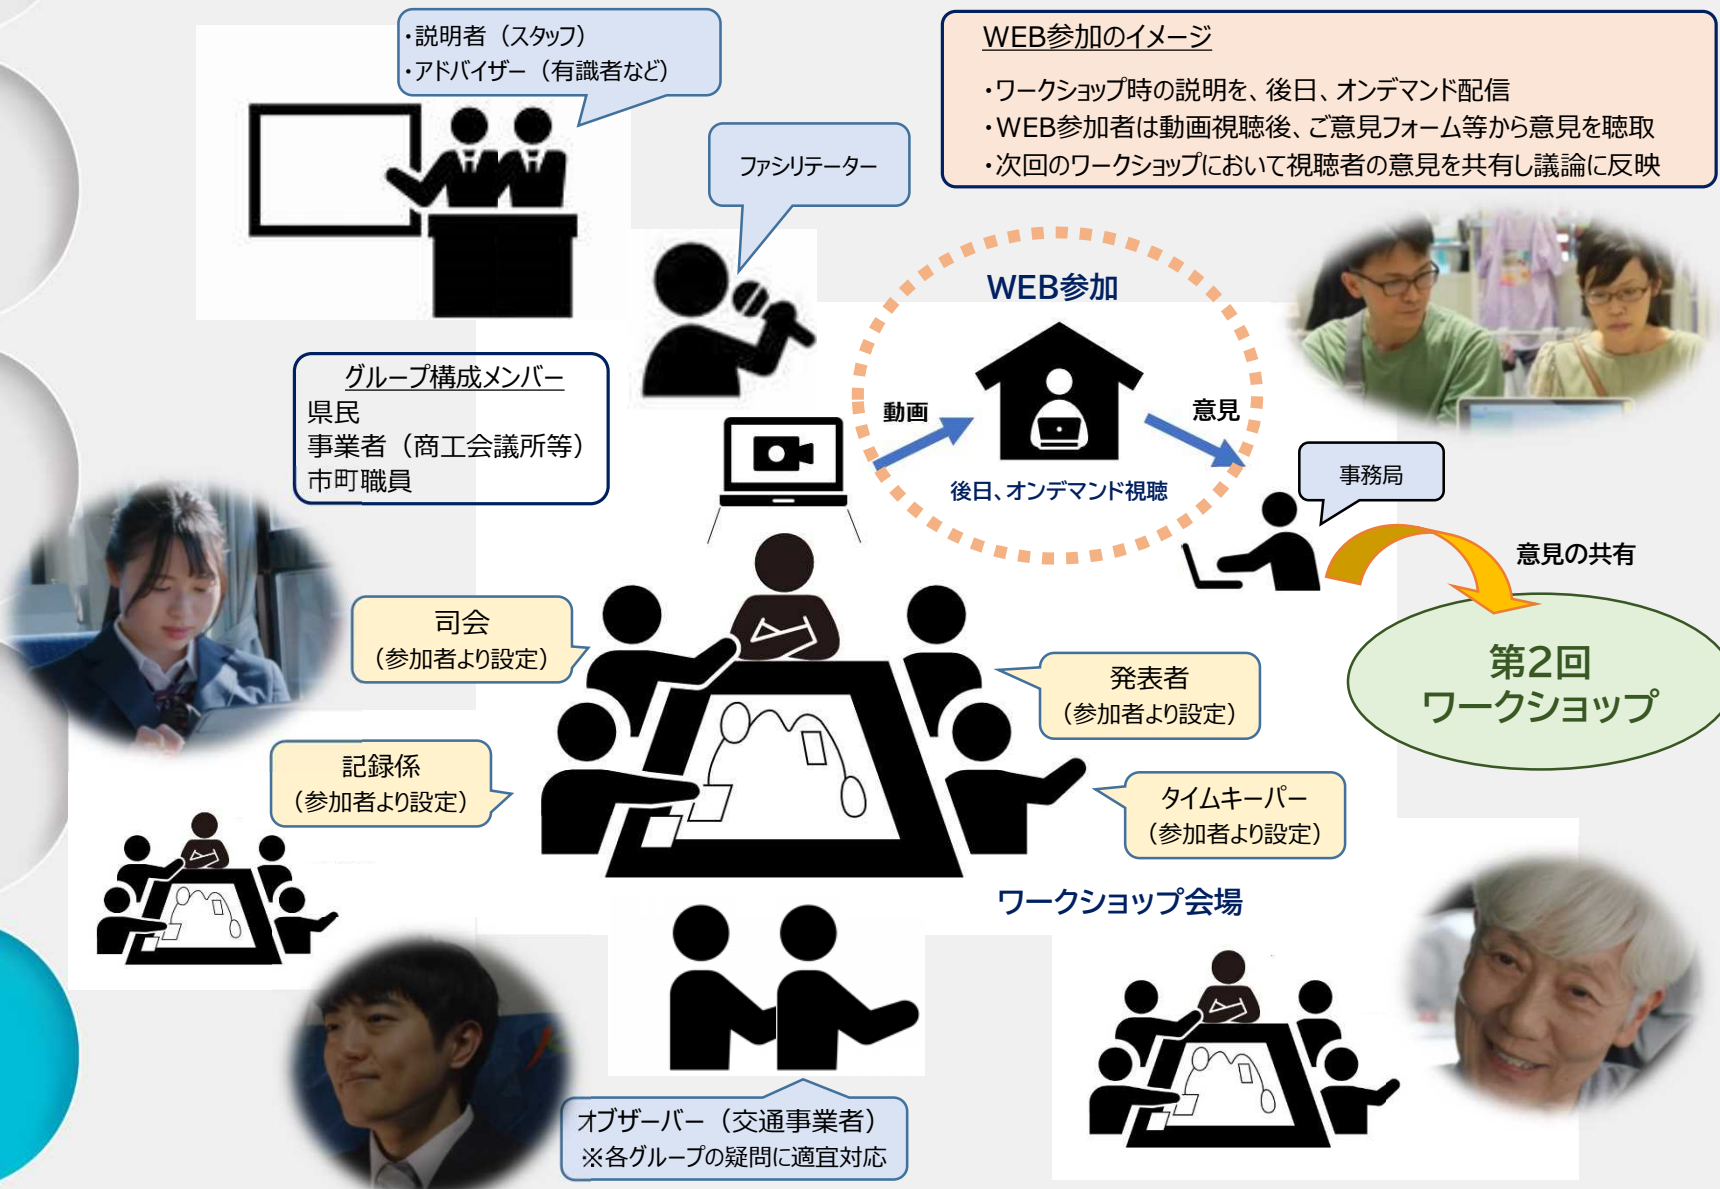 ・説明者（スタッフ）
・アドバイザー（有識者など）
WEB参加のイメージ
・ワークショップ時の説明を、後日、オンデマンド配信
・WEB参加者は動画視聴後、ご意見フォーム等から意見を聴取
・次回のワークショップにおいて視聴者の意見を共有し議論に反映
ファシリテーター
WEB参加
グループ構成メンバー
県民
事業者（商工会議所等）
市町職員
動画
意見
後日、オンデマンド視聴
事務局
意見の共有
司会
（参加者より設定）
発表者
（参加者より設定）
第2回
ワークショップ
記録係
（参加者より設定）
タイムキーパー
（参加者より設定）
ワークショップ会場
オブザーバー（交通事業者）
※各グループの疑問に適宜対応